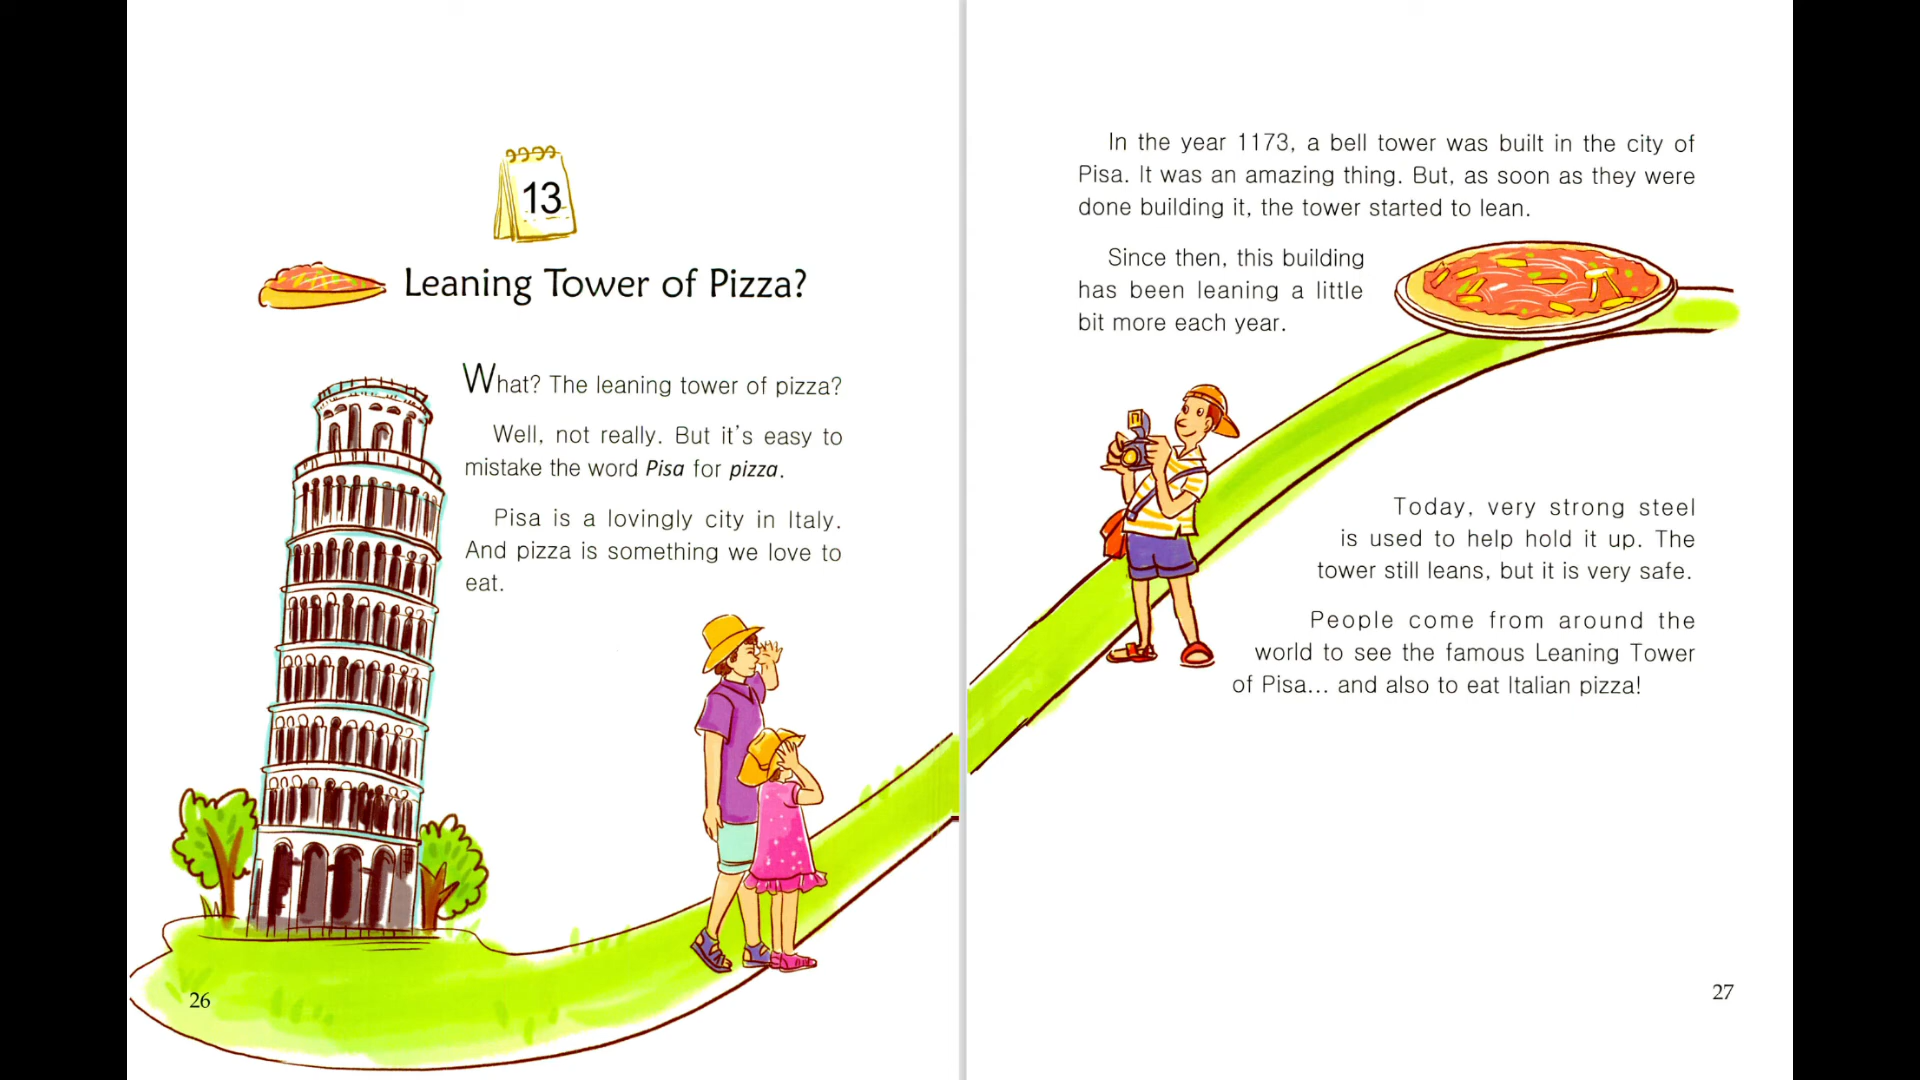 13
Leaning Tower of Pizza?
What? The leaning tower of pizza?
Well, not really. But it's easy to
mistake the word Pisa for pizza.
Pisa is a lovingly city in Italy.
And pizza is something we love to
eat.
26
In the year 1173, a bell tower was built in the city of
Pisa. It was an amazing thing. But, as soon as they were
done building it, the tower started to lean.
Since then, this building
has been leaning a little
bit more each year.
Today, very strong steel
is used to help hold it up. The
tower still leans, but it is very safe.
People come from around the
world to see the famous Leaning Tower
of Pisa... and also to eat Italian pizza!
27